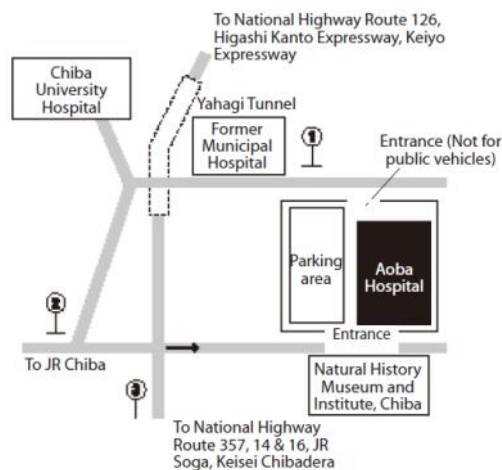 To National Highway Route 126,
Higashi Kanto Expressway, Keiyo
Expressway
Chiba
University
Hospital
Yahagi Tunnel
Former
Municipal
Hospital
1
Entrance (Not for
public vehicles)
Parking
area
Aoba
Hospital
2
Entrance
To JR Chiba
3
Natural History
Museum and
Institute, Chiba
To National Highway
Route 357, 14 & 16, JR
Soga, Keisei Chibadera